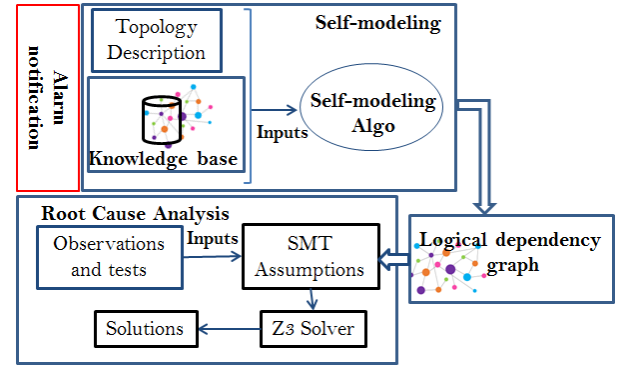 Alarm
notification
Self-modeling
Topology
Description
Knowledge base
Inputs
Self-modeling
Algo
Root Cause Analysis
Observations
and tests
Inputs
SMT
Assumptions
Logical dependency
graph
Solutions
Z3 Solver